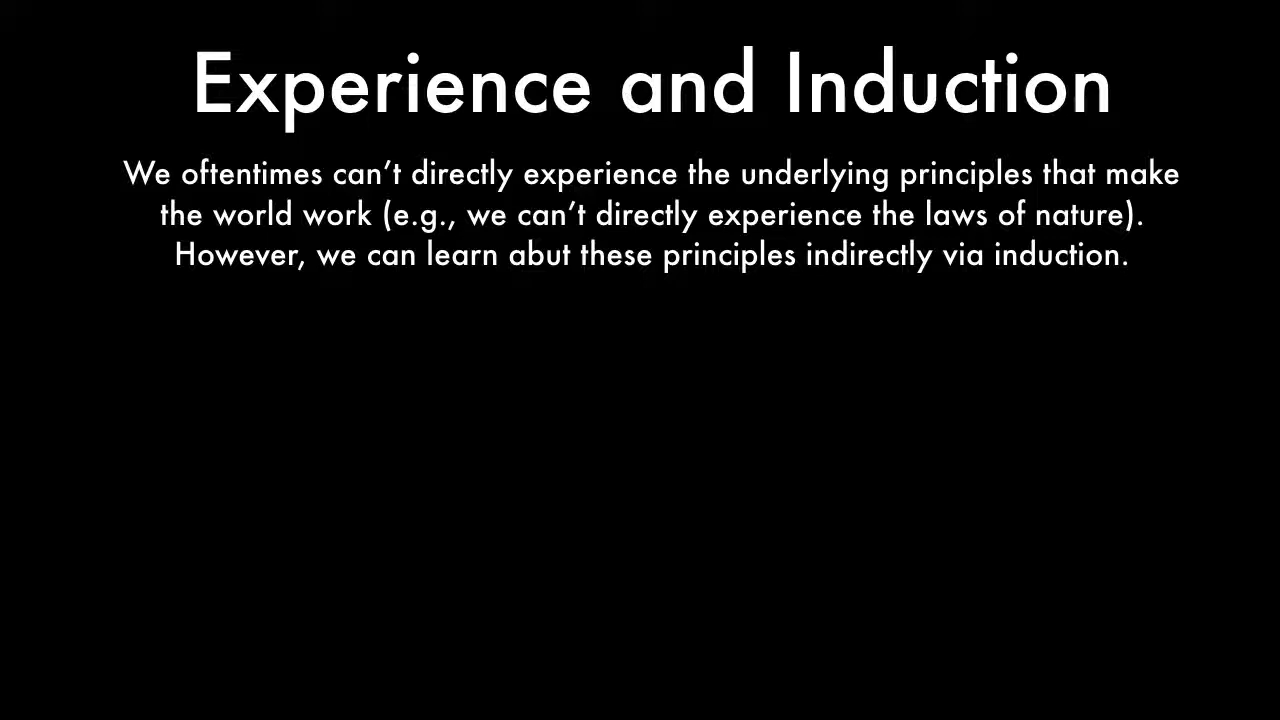 Experience and Induction
We oftentimes can’t directly experience the underlying principles that make
the world work (e.g., we can’t directly experience the laws of nature).
However, we can learn abut these principles indirectly via induction.